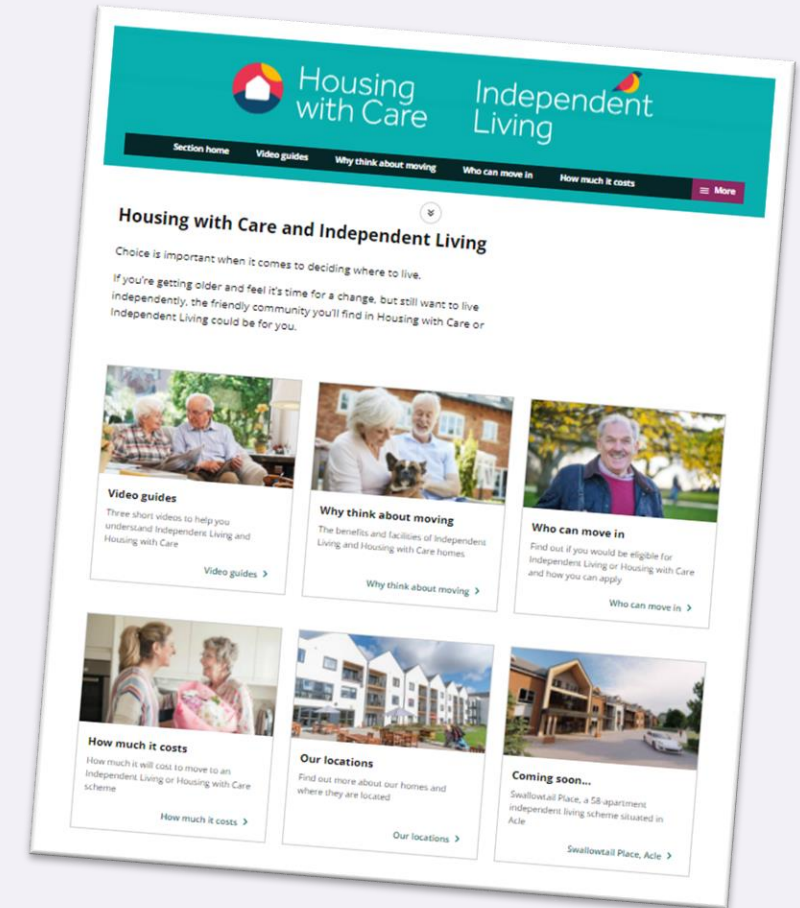 Housing
with Care
Independent
Living
Section home
Video guides
Why think about moving
Who can move in
How much it costs
More
Housing with Care and Independent Living
Choice is important when it comes to deciding where to live.
If you're getting older and feel it's time for a change, but still want to live
independently, the friendly community you'll find in Housing with Care or
Independent Living could be for you.
Video guides
Three short videos to help you
understand Independent Living and
Housing with Care
Video guides
Why think about moving
The benefits and facilities of Independent
Living and Housing with Care homes
Why think about moving
Who can move in
Find out if you would be eligible for
Independent Living or Housing with Care
and how you can apply
Who can move in
How much it costs
How much it will cost to move to an
Independent Living or Housing with Care
scheme
How much it costs
Our locations
Find out more about our homes and
where they are located
Our locations
Coming soon...
Swallowtail Place, a 58-apartment
independent living scheme situated in
Acle
Swallowtail Place, Acle